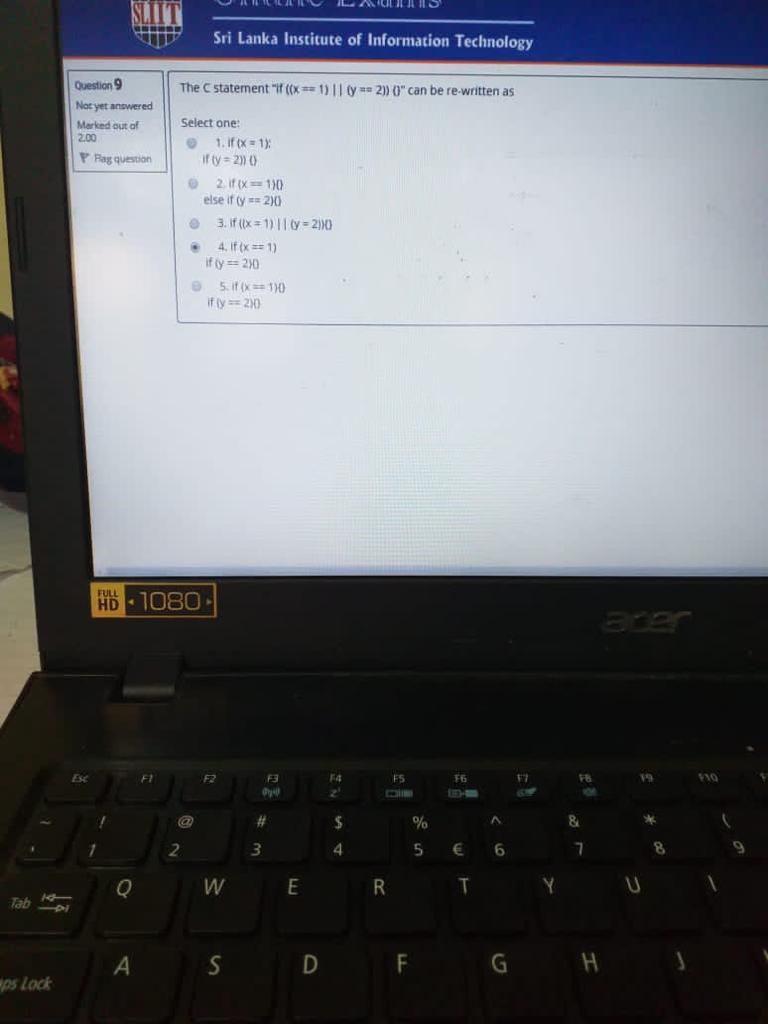 SLIIT
Sri Lanka Institute of Information Technology
Question 9
Not yet answered
Marked out of
2.00
Flag question
The C statement "if ((x == 1) || (y == 2)) {}" can be re-written as
Select one:
1. if (x = 1);
if (y = 2)) {}
2. if (x == 1){}
else if (y == 2){}
3. if ((x = 1) || (y = 2)){}
4. if (x == 1)
if (y == 2){}
5. if (x == 1){}
if (y == 2){}
FULL
HD 1080
acer
Esc F1 F2 F3 F4 F5 F6 F7 F8 F9 F10
z
~ ! @ # $ % ^ & * (
1 2 3 4 5 € 6 7 8 9
Tab Q W E R T Y U I
Lock A S D F G H J